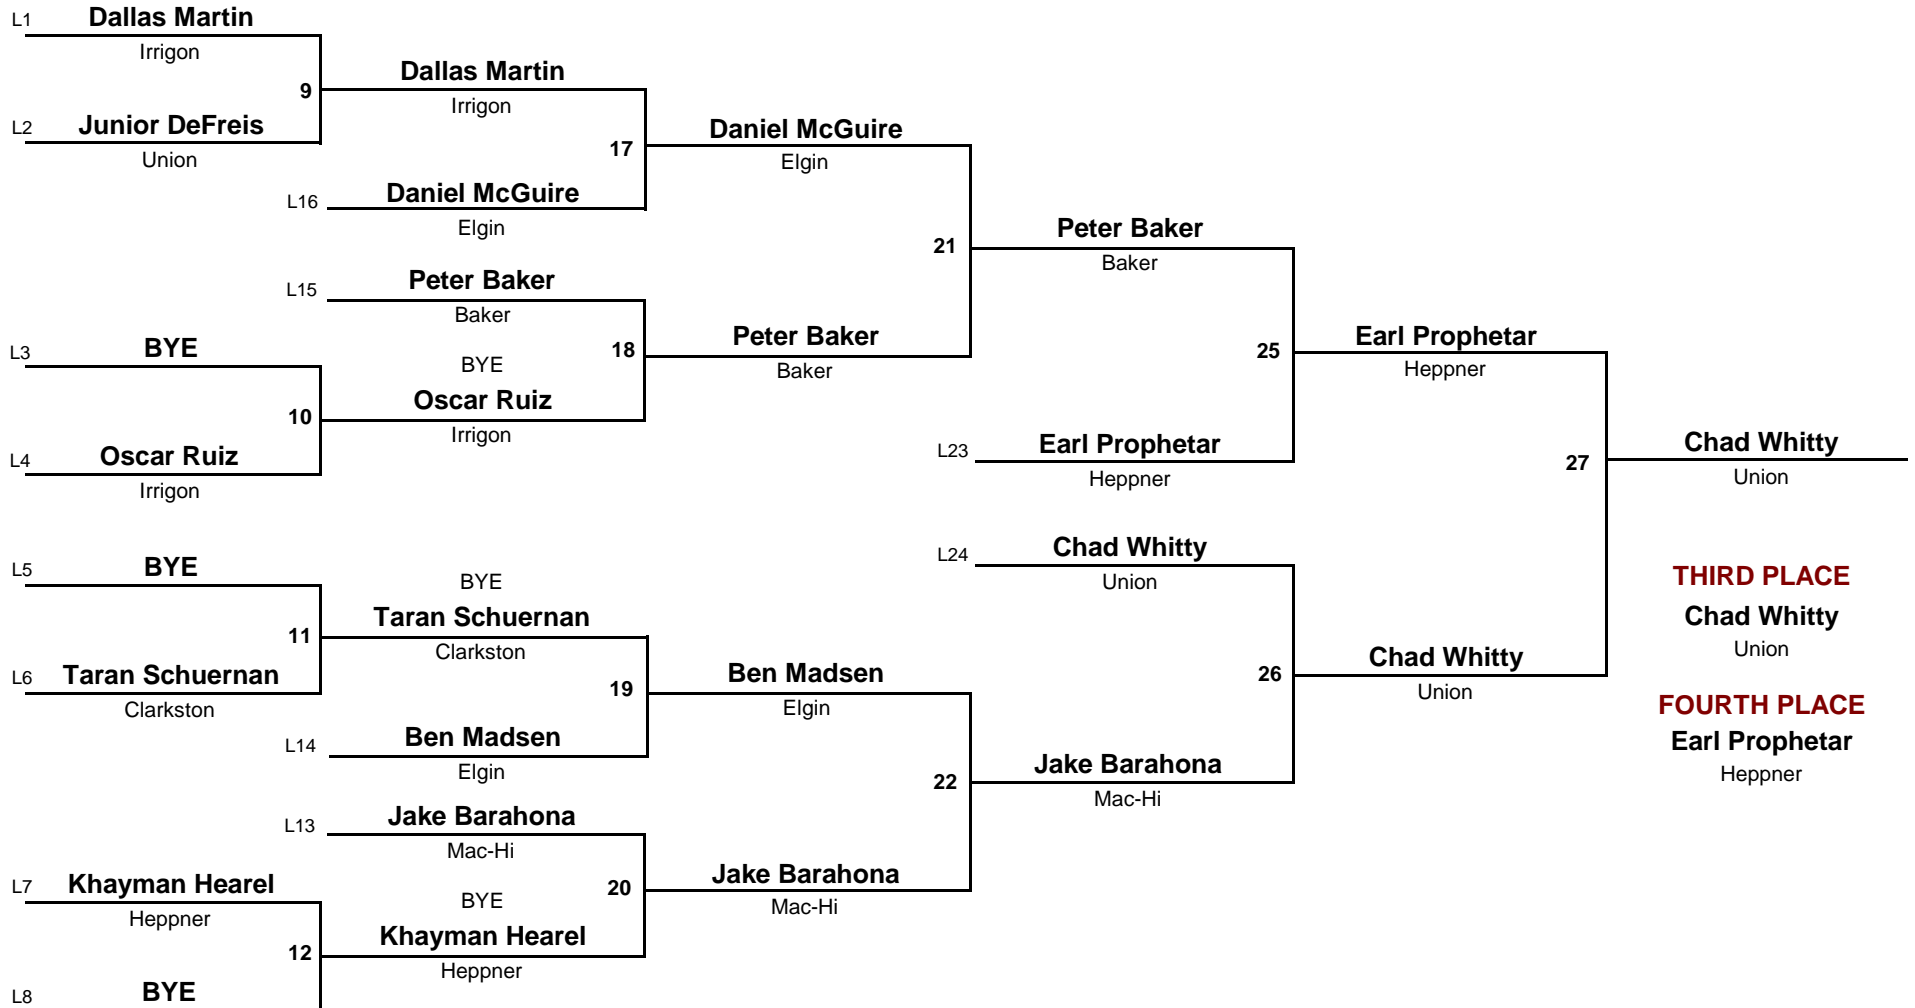 L1 Dallas Martin
Irrigon
9
L2 Junior DeFreis
Union
Dallas Martin
Irrigon
17
L16 Daniel McGuire
Elgin
Daniel McGuire
Elgin
L15 Peter Baker
Baker
L3 BYE
10
L4 Oscar Ruiz
Irrigon
BYE
Oscar Ruiz
Irrigon
18
Peter Baker
Baker
21
Peter Baker
Baker
25
L23 Earl Prophetar
Heppner
Earl Prophetar
Heppner
27
Chad Whitty
Union
L5 BYE
11
L6 Taran Schuernan
Clarkston
BYE
Taran Schuernan
Clarkston
19
L14 Ben Madsen
Elgin
Ben Madsen
Elgin
L13 Jake Barahona
Mac-Hi
L7 Khayman Hearel
Heppner
12
L8 BYE
BYE
Khayman Hearel
Heppner
20
Jake Barahona
Mac-Hi
22
Jake Barahona
Mac-Hi
L24 Chad Whitty
Union
26
Chad Whitty
Union
THIRD PLACE
Chad Whitty
Union
FOURTH PLACE
Earl Prophetar
Heppner